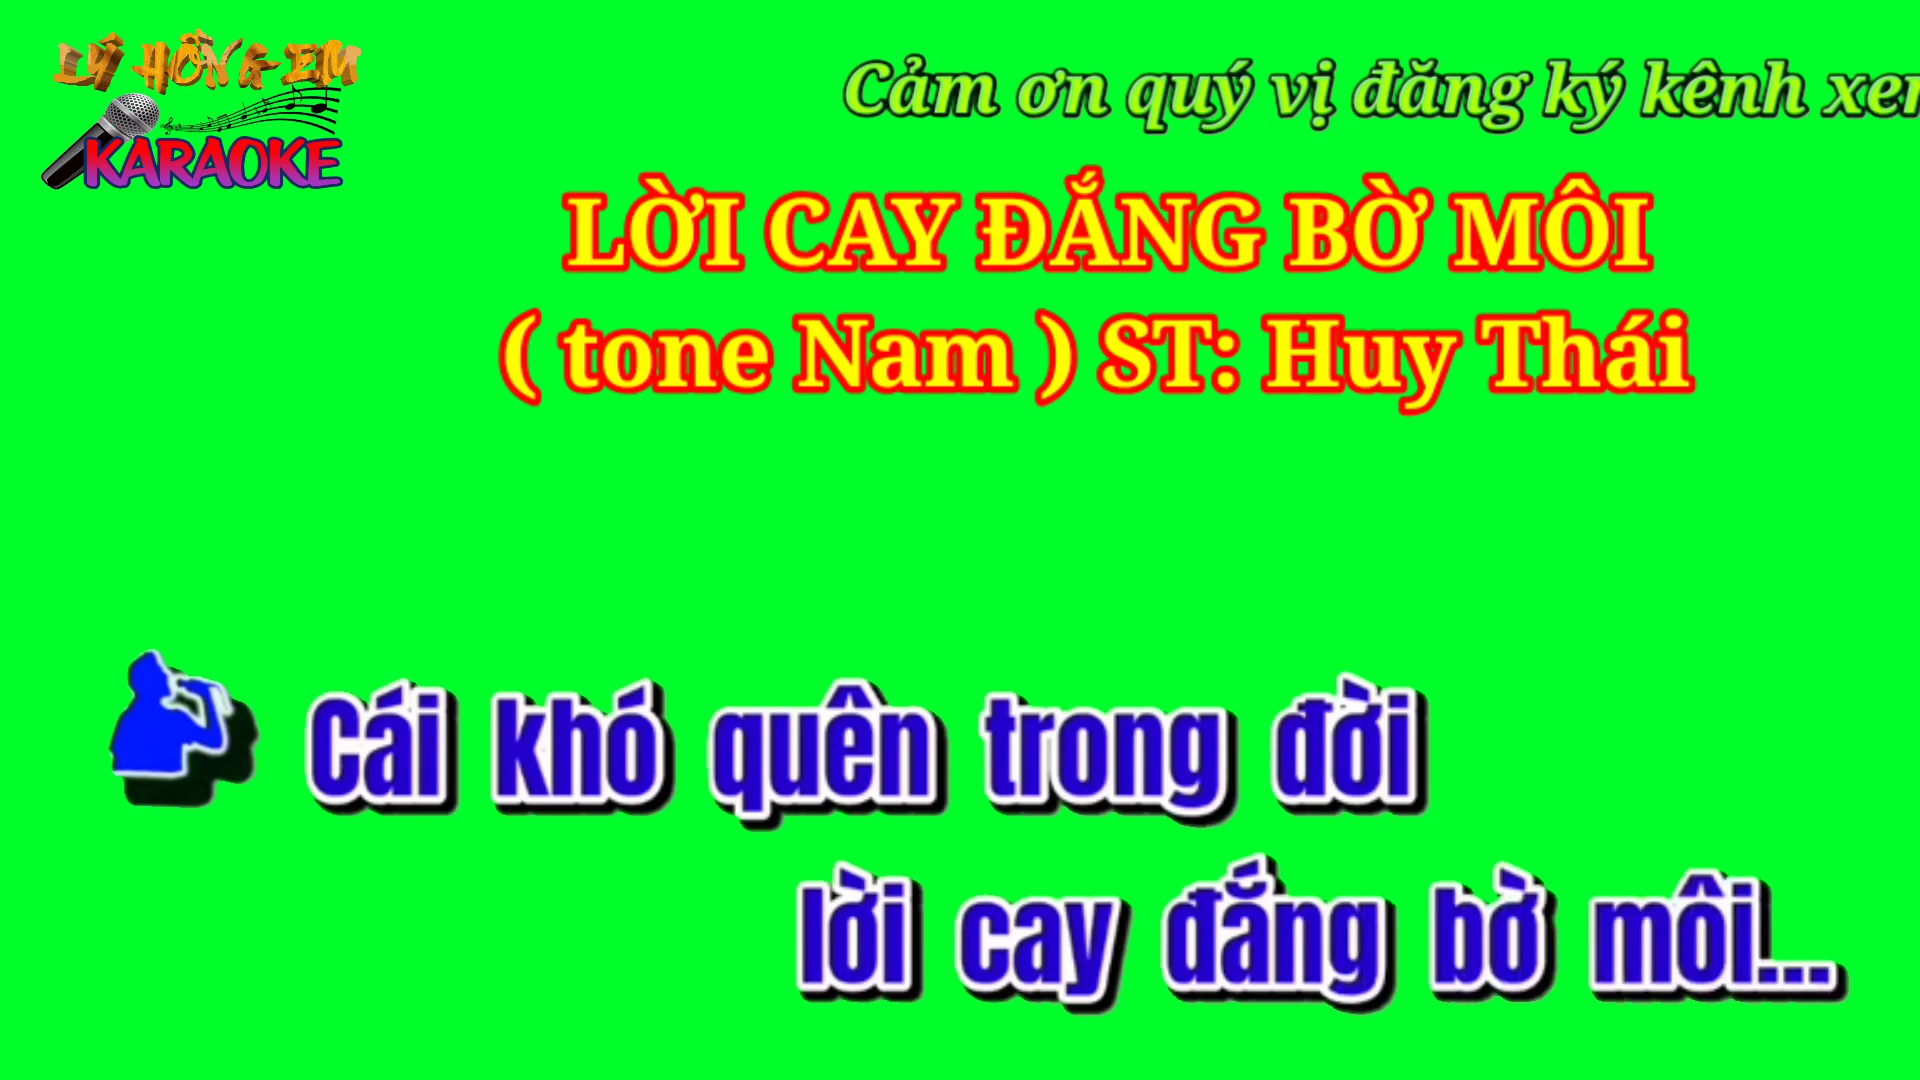 LÝ HỒNG EM
KARAOKE
Cảm ơn quý vị đăng ký kênh
LỜI CAY ĐẮNG BỜ MÔI
( tone Nam ) ST: Huy Thái
Cái khó quên trong đời
lời cay đắng bờ môi...